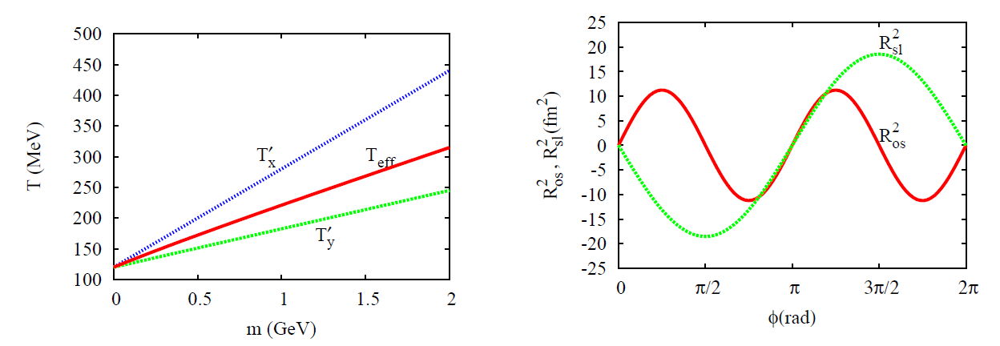 500
450
400
350
300
250
200
150
100
T (MeV)
T′x
Teff
T′y
0 0.5 1 1.5 2
m (GeV)
25
20
15
10
5
0
-5
-10
-15
-20
-25
R²os , R²sl(fm²)
R²sl
R²os
0 π/2 π 3π/2 2π
ϕ(rad)